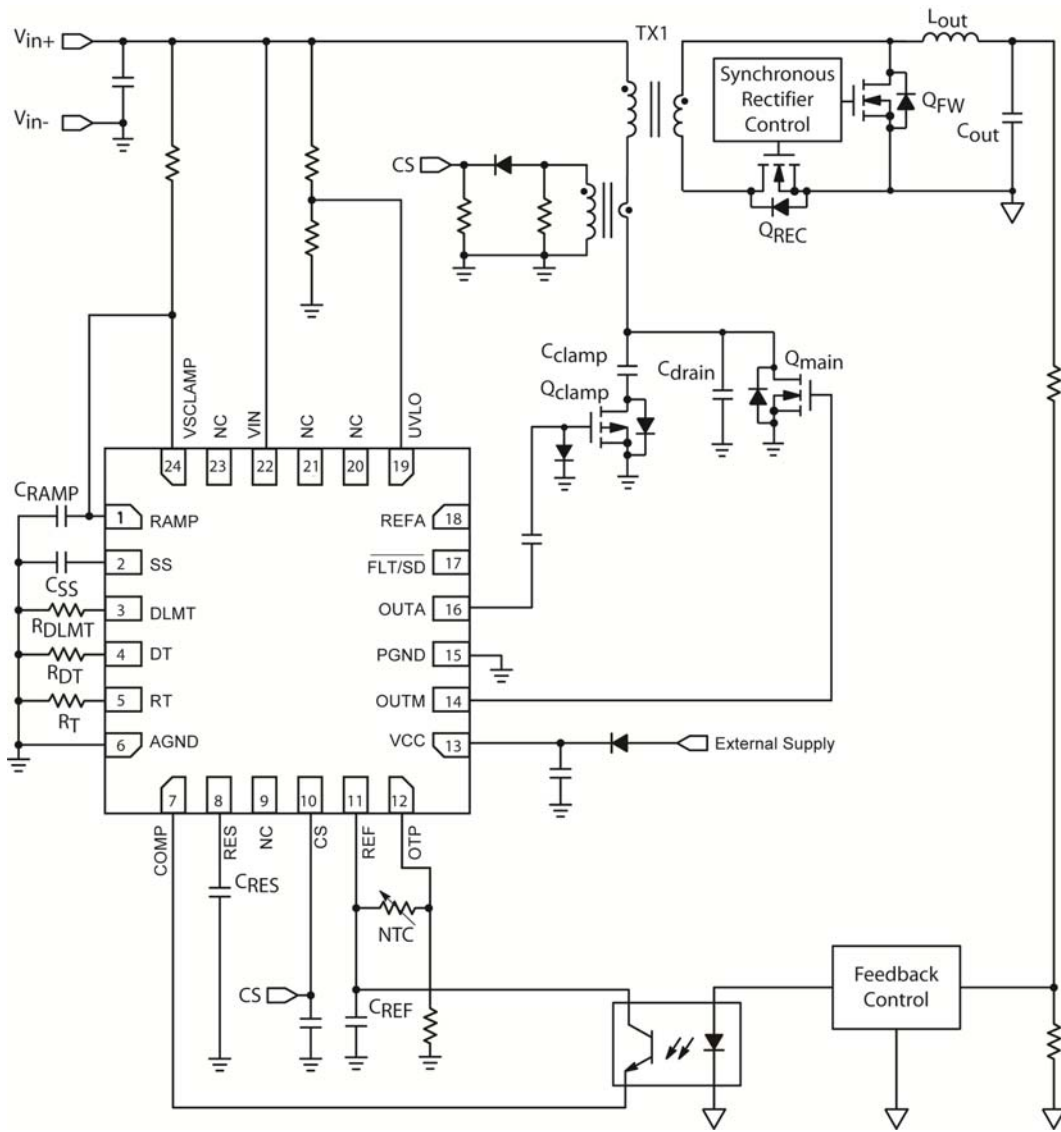 Vin+
TX1
Lout
Synchronous
Rectifier
Control
QFW
Cout
Vin-
CS
QREC
Cclamp
Qclamp
Cdrain
Qmain
VSCLAMP
NC
VIN
NC
NC
UVLO
24
23
22
21
20
19
CRAMP
1
RAMP
REFA
18
2
SS
FLT/SD
17
CSS
3
DLMT
OUTA
16
RDLMT
4
DT
PGND
15
RDT
5
RT
OUTM
14
RT
6
AGND
VCC
13
External Supply
7
8
9
10
11
12
COMP
RES
NC
CS
REF
OTP
CRES
NTC
CS
CREF
Feedback
Control